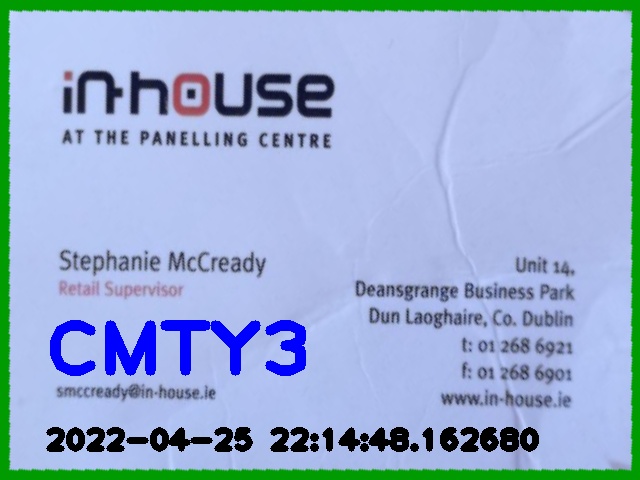 in-house
AT THE PANELLING CENTRE
Stephanie McCready
Retail Supervisor
CMTY3
smccready@in-house.ie
Unit 14,
Deansgrange Business Park
Dun Laoghaire, Co. Dublin
t: 01 268 6921
f: 01 268 6901
www.in-house.ie
2022-04-25 22:14:48.162680